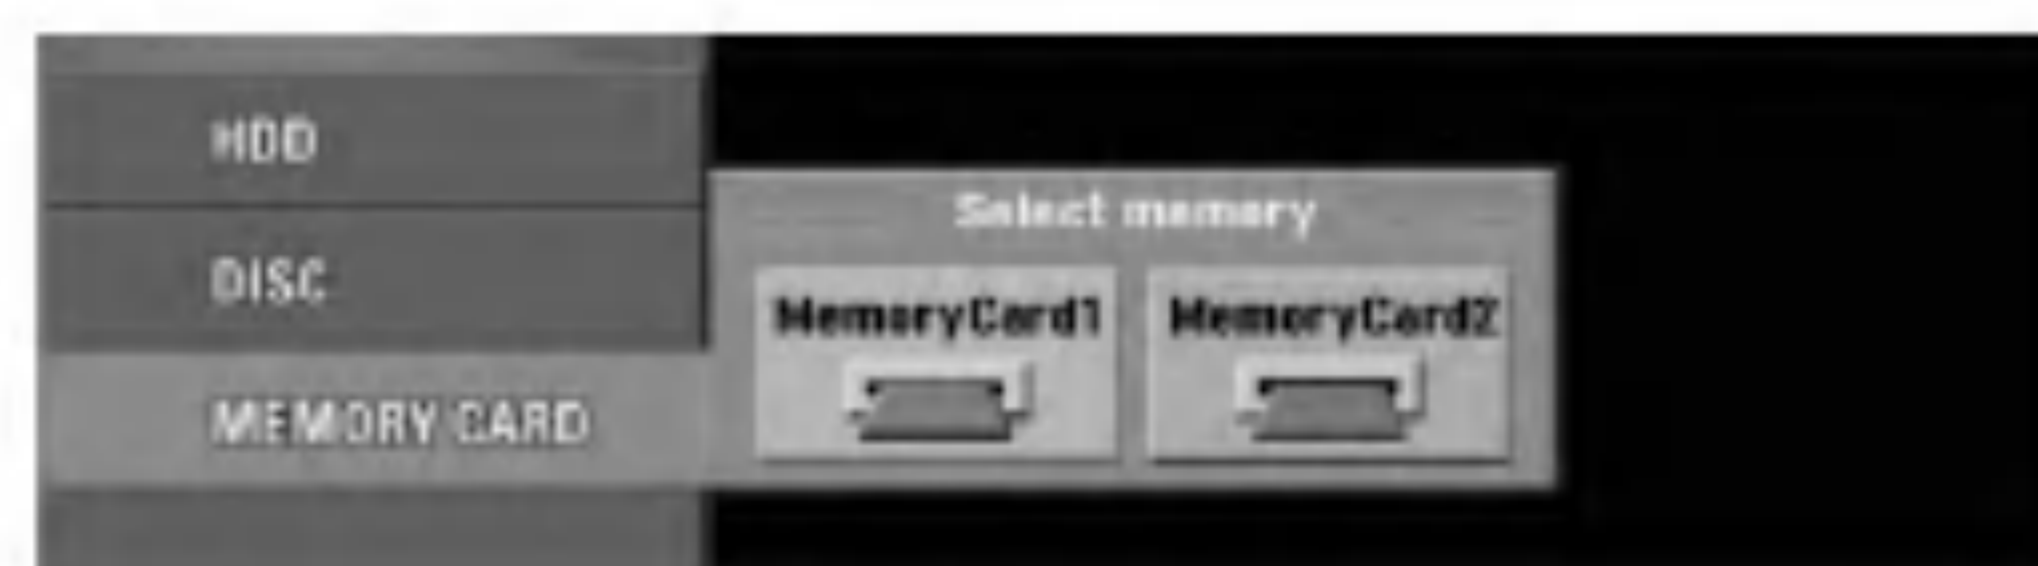 HDD
DISC
MEMORY CARD
Select memory
MemoryCard1
MemoryCard2